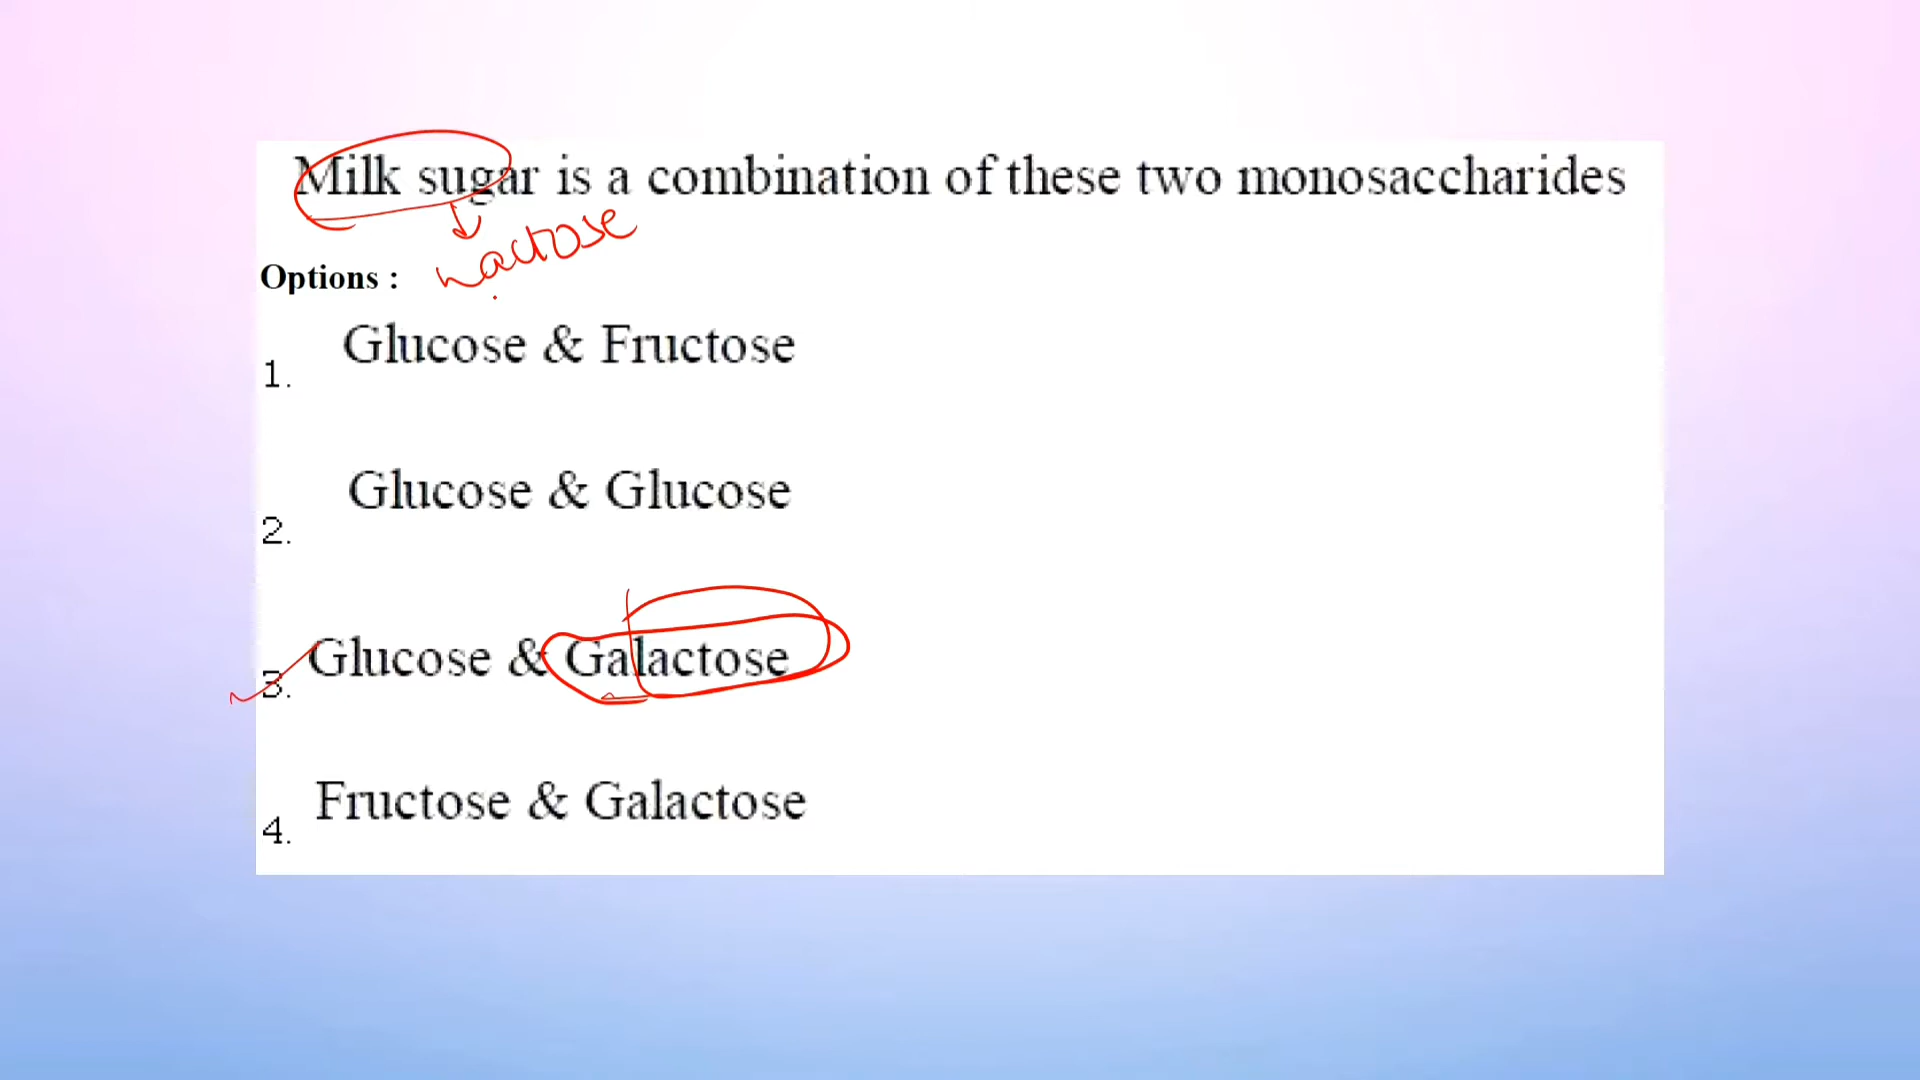 Milk sugar is a combination of these two monosaccharides
Lactose
Options :
1. Glucose & Fructose
2. Glucose & Glucose
3. Glucose & Galactose
4. Fructose & Galactose